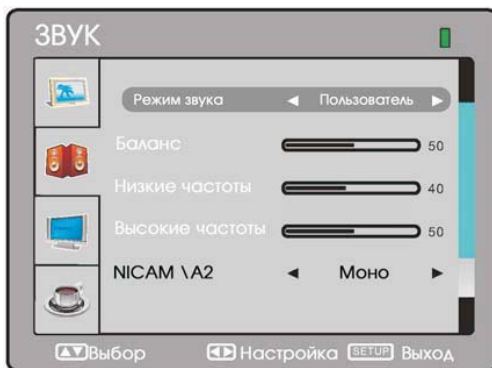 ЗВУК
Режим звука ◀ Пользователь ▶
Баланс 50
Низкие частоты 40
Высокие частоты 50
NICAM \A2 ◀ Моно ▶
▲▼ Выбор ◀▶ Настройка SETUP Выход